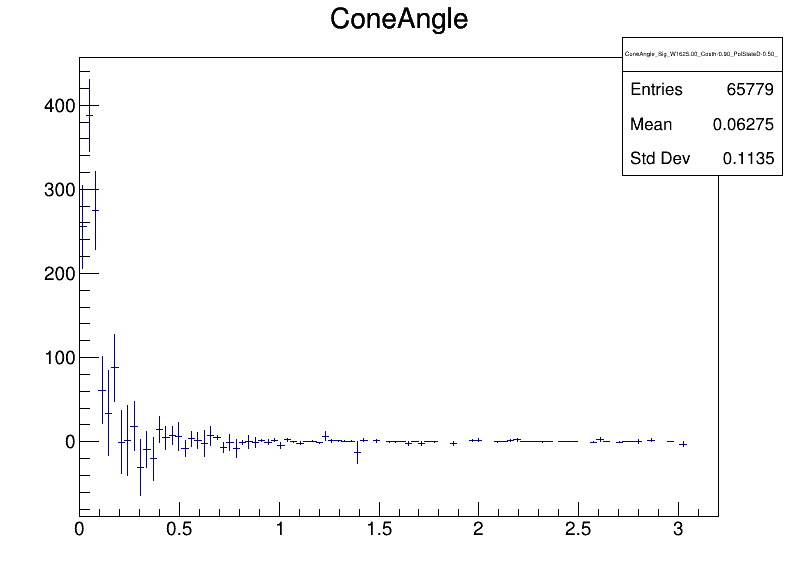 ConeAngle
ConeAngle_Sig_W1625.00_Costh-0.90_PolStateD-0.50_
Entries 65779
Mean 0.06275
Std Dev 0.1135
400
300
200
100
0
0 0.5 1 1.5 2 2.5 3